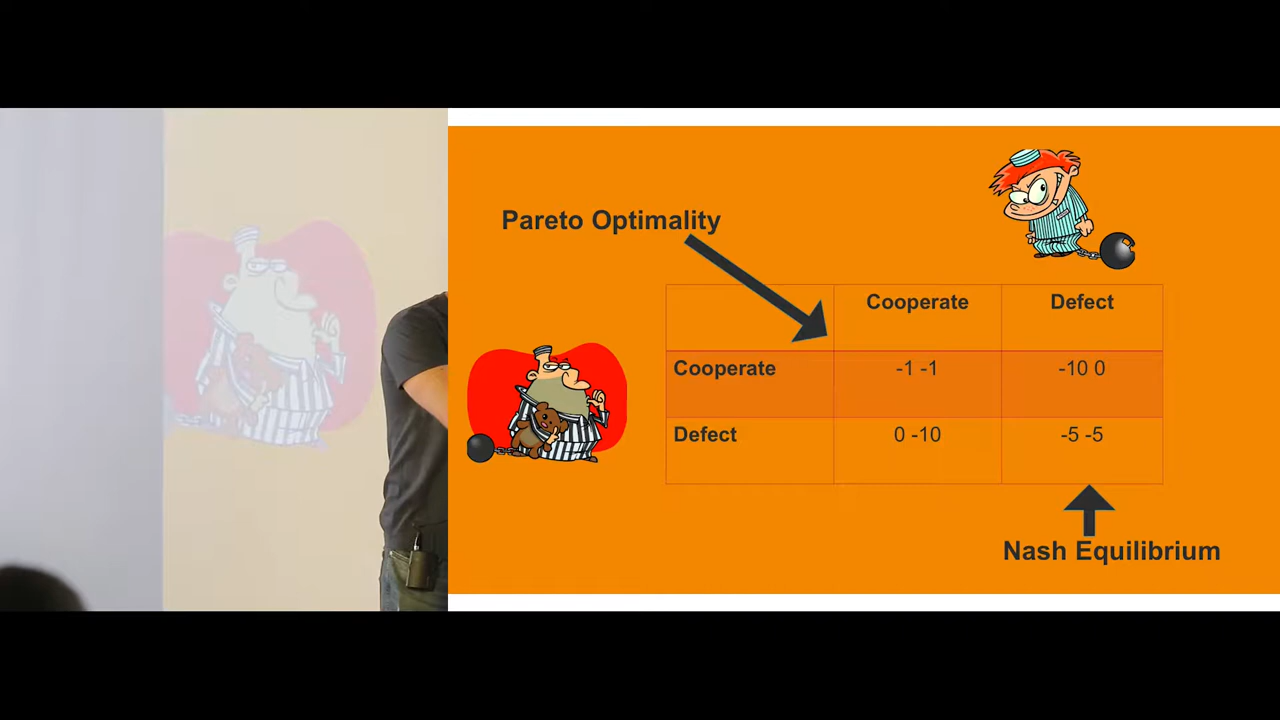 Pareto Optimality
Cooperate Defect
Cooperate -1 -1 -10 0
Defect 0 -10 -5 -5
Nash Equilibrium